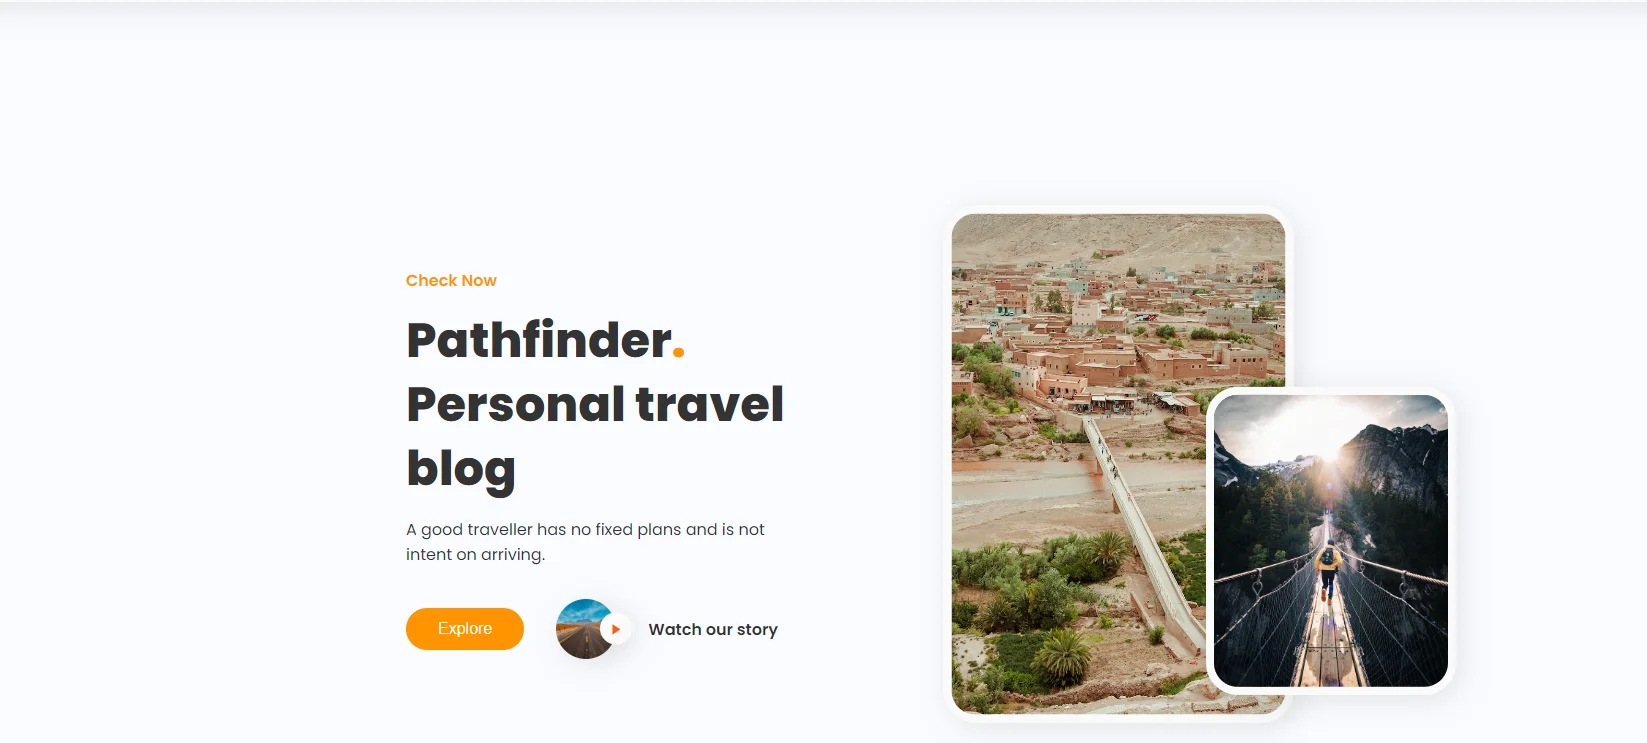 Check Now
Pathfinder.
Personal travel
blog
A good traveller has no fixed plans and is not
intent on arriving.
Explore
Watch our story